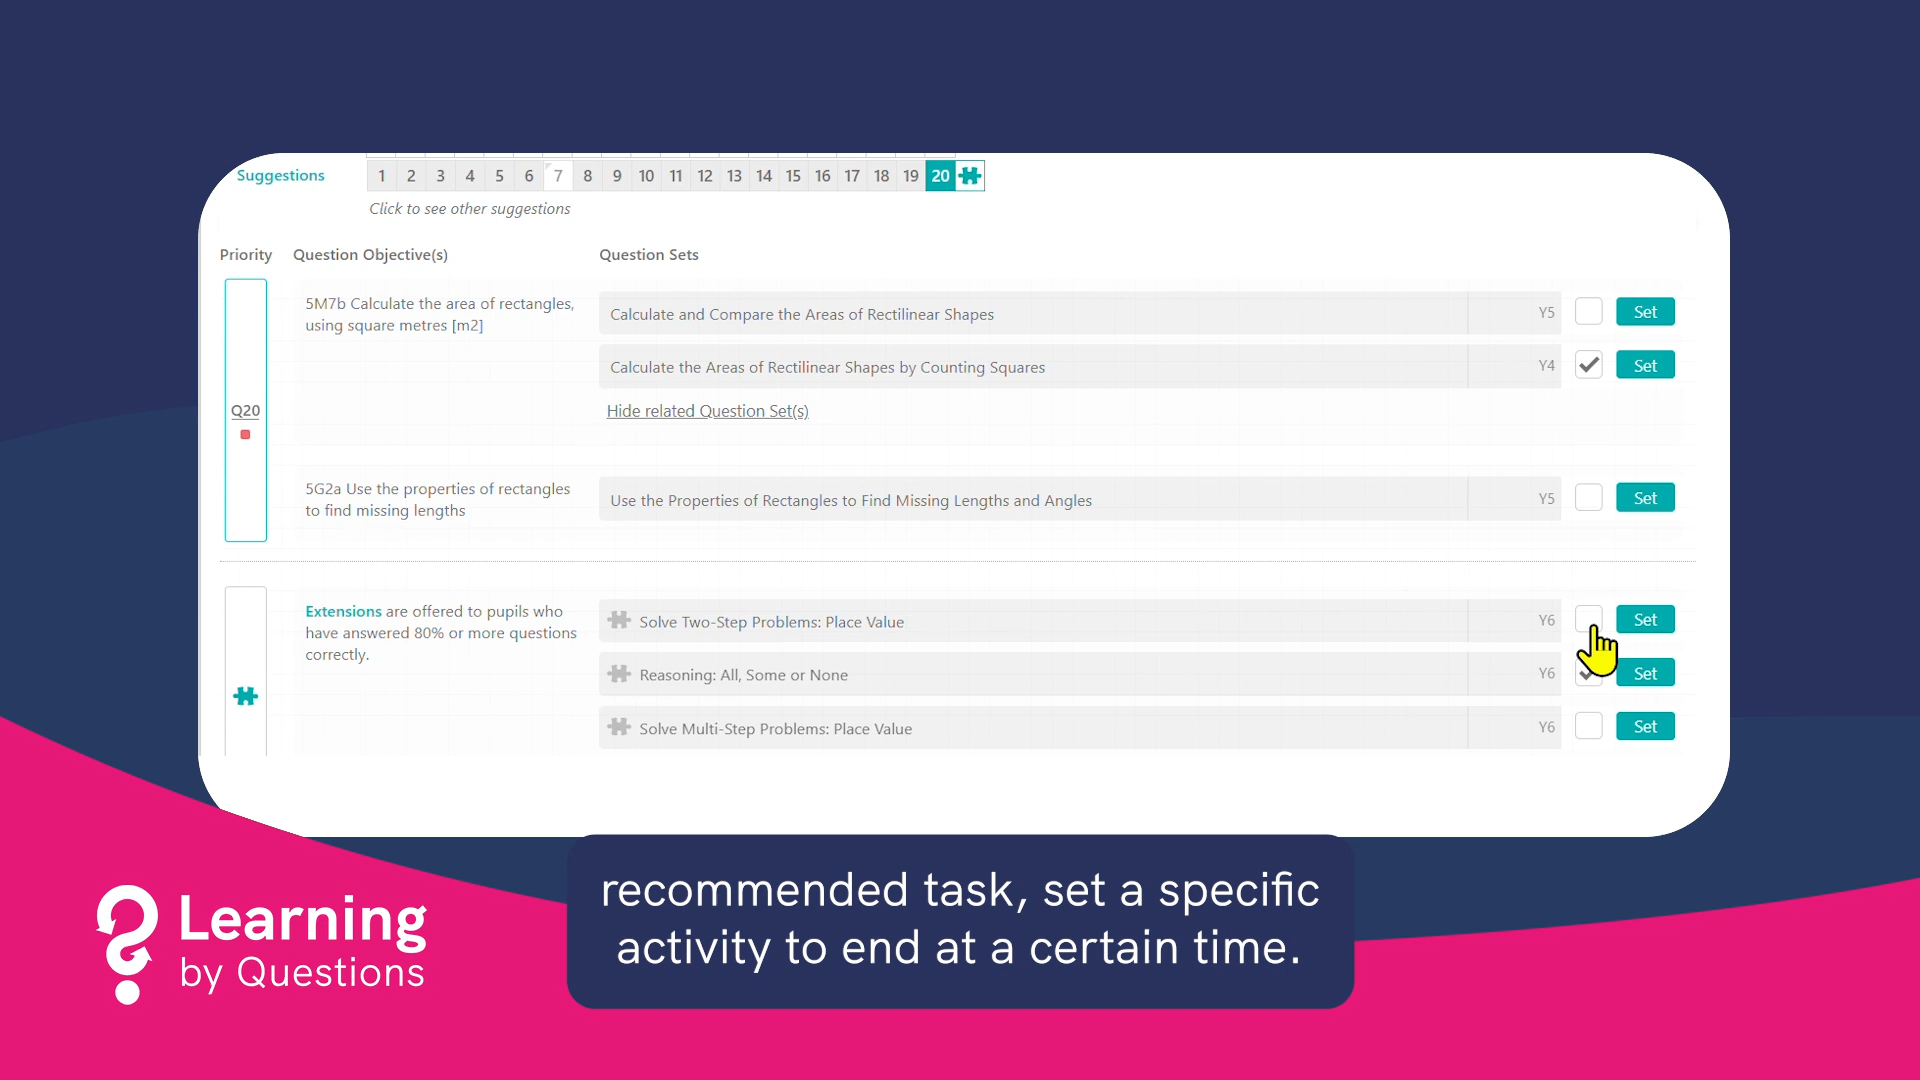 Suggestions 1 2 3 4 5 6 7 8 9 10 11 12 13 14 15 16 17 18 19 20
Click to see other suggestions
Priority Question Objective(s) Question Sets
5M7b Calculate the area of rectangles,
using square metres [m2]
Calculate and Compare the Areas of Rectilinear Shapes Y5 Set
Calculate the Areas of Rectilinear Shapes by Counting Squares Y4 Set
Hide related Question Set(s)
Q20
5G2a Use the properties of rectangles
to find missing lengths
Use the Properties of Rectangles to Find Missing Lengths and Angles Y5 Set
Extensions are offered to pupils who
have answered 80% or more questions
correctly.
Solve Two-Step Problems: Place Value Y6 Set
Reasoning: All, Some or None Y6 Set
Solve Multi-Step Problems: Place Value Y6 Set
recommended task, set a specific
activity to end at a certain time.
Learning
by Questions